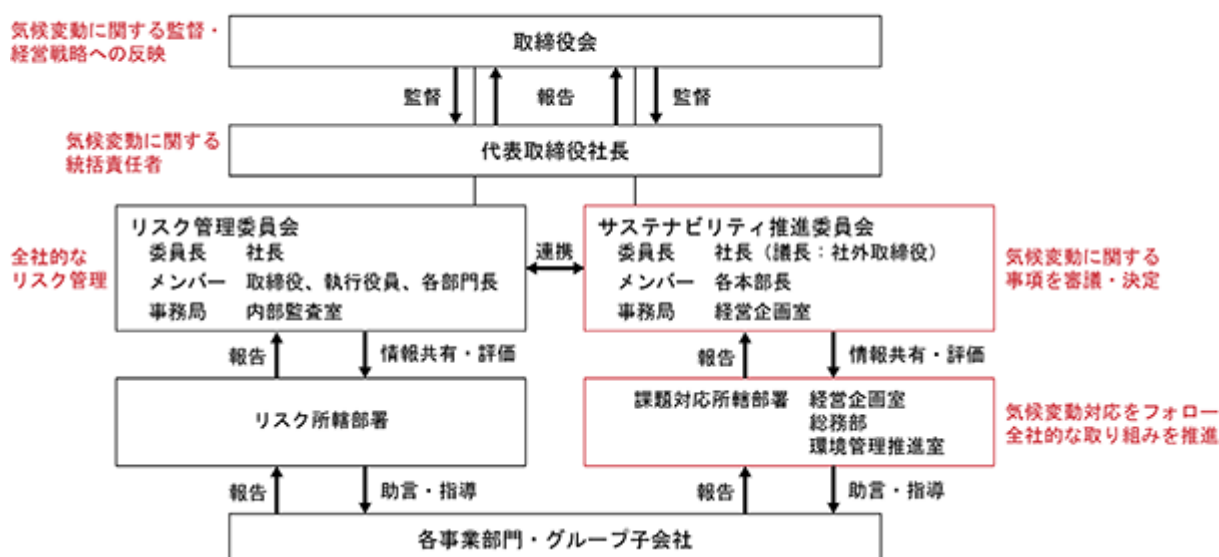 気候変動に関する監督・
経営戦略への反映
取締役会
監督
報告
監督
気候変動に関する
統括責任者
代表取締役社長
全社的な
リスク管理
リスク管理委員会
委員長 社長
メンバー 取締役、執行役員、各部門長
事務局 内部監査室
連携
サステナビリティ推進委員会
委員長 社長（議長：社外取締役）
メンバー 各本部長
事務局 経営企画室
気候変動に関する
事項を審議・決定
報告
情報共有・評価
報告
情報共有・評価
リスク所轄部署
課題対応所轄部署 経営企画室
総務部
環境管理推進室
気候変動対応をフォロー
全社的な取り組みを推進
報告
助言・指導
報告
助言・指導
各事業部門・グループ子会社